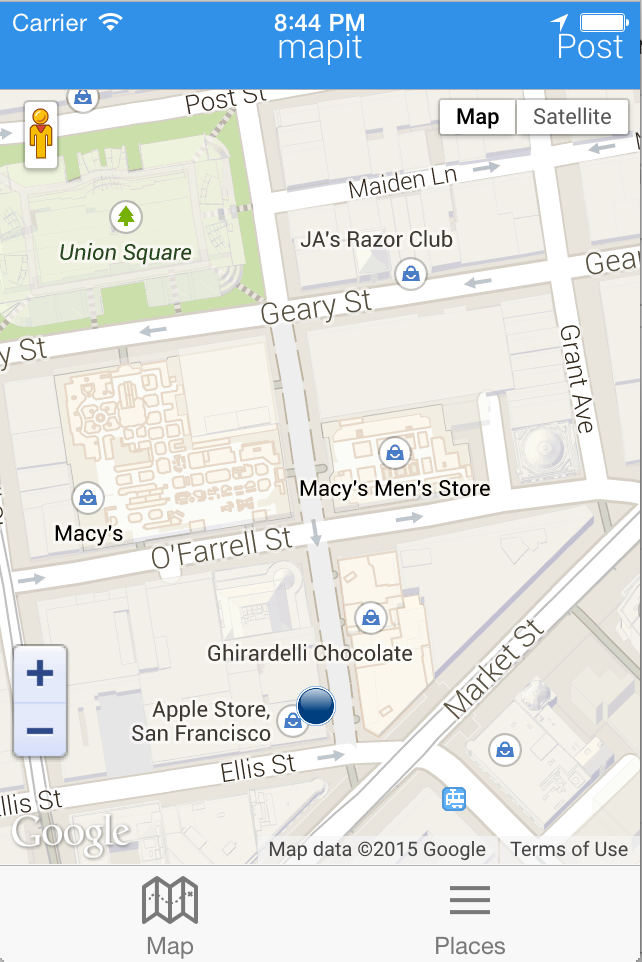 Carrier 8:44 PM
mapit
Post
Post St
Map Satellite
Maiden Ln
Union Square
JA's Razor Club
Gear
Geary St
y St
Grant Ave
Macy's Men's Store
Macy's
O'Farrell St
Market St
Ghirardelli Chocolate
+
Apple Store,
San Francisco
−
Ellis St
llis St
Google
Map data ©2015 Google Terms of Use
Map Places